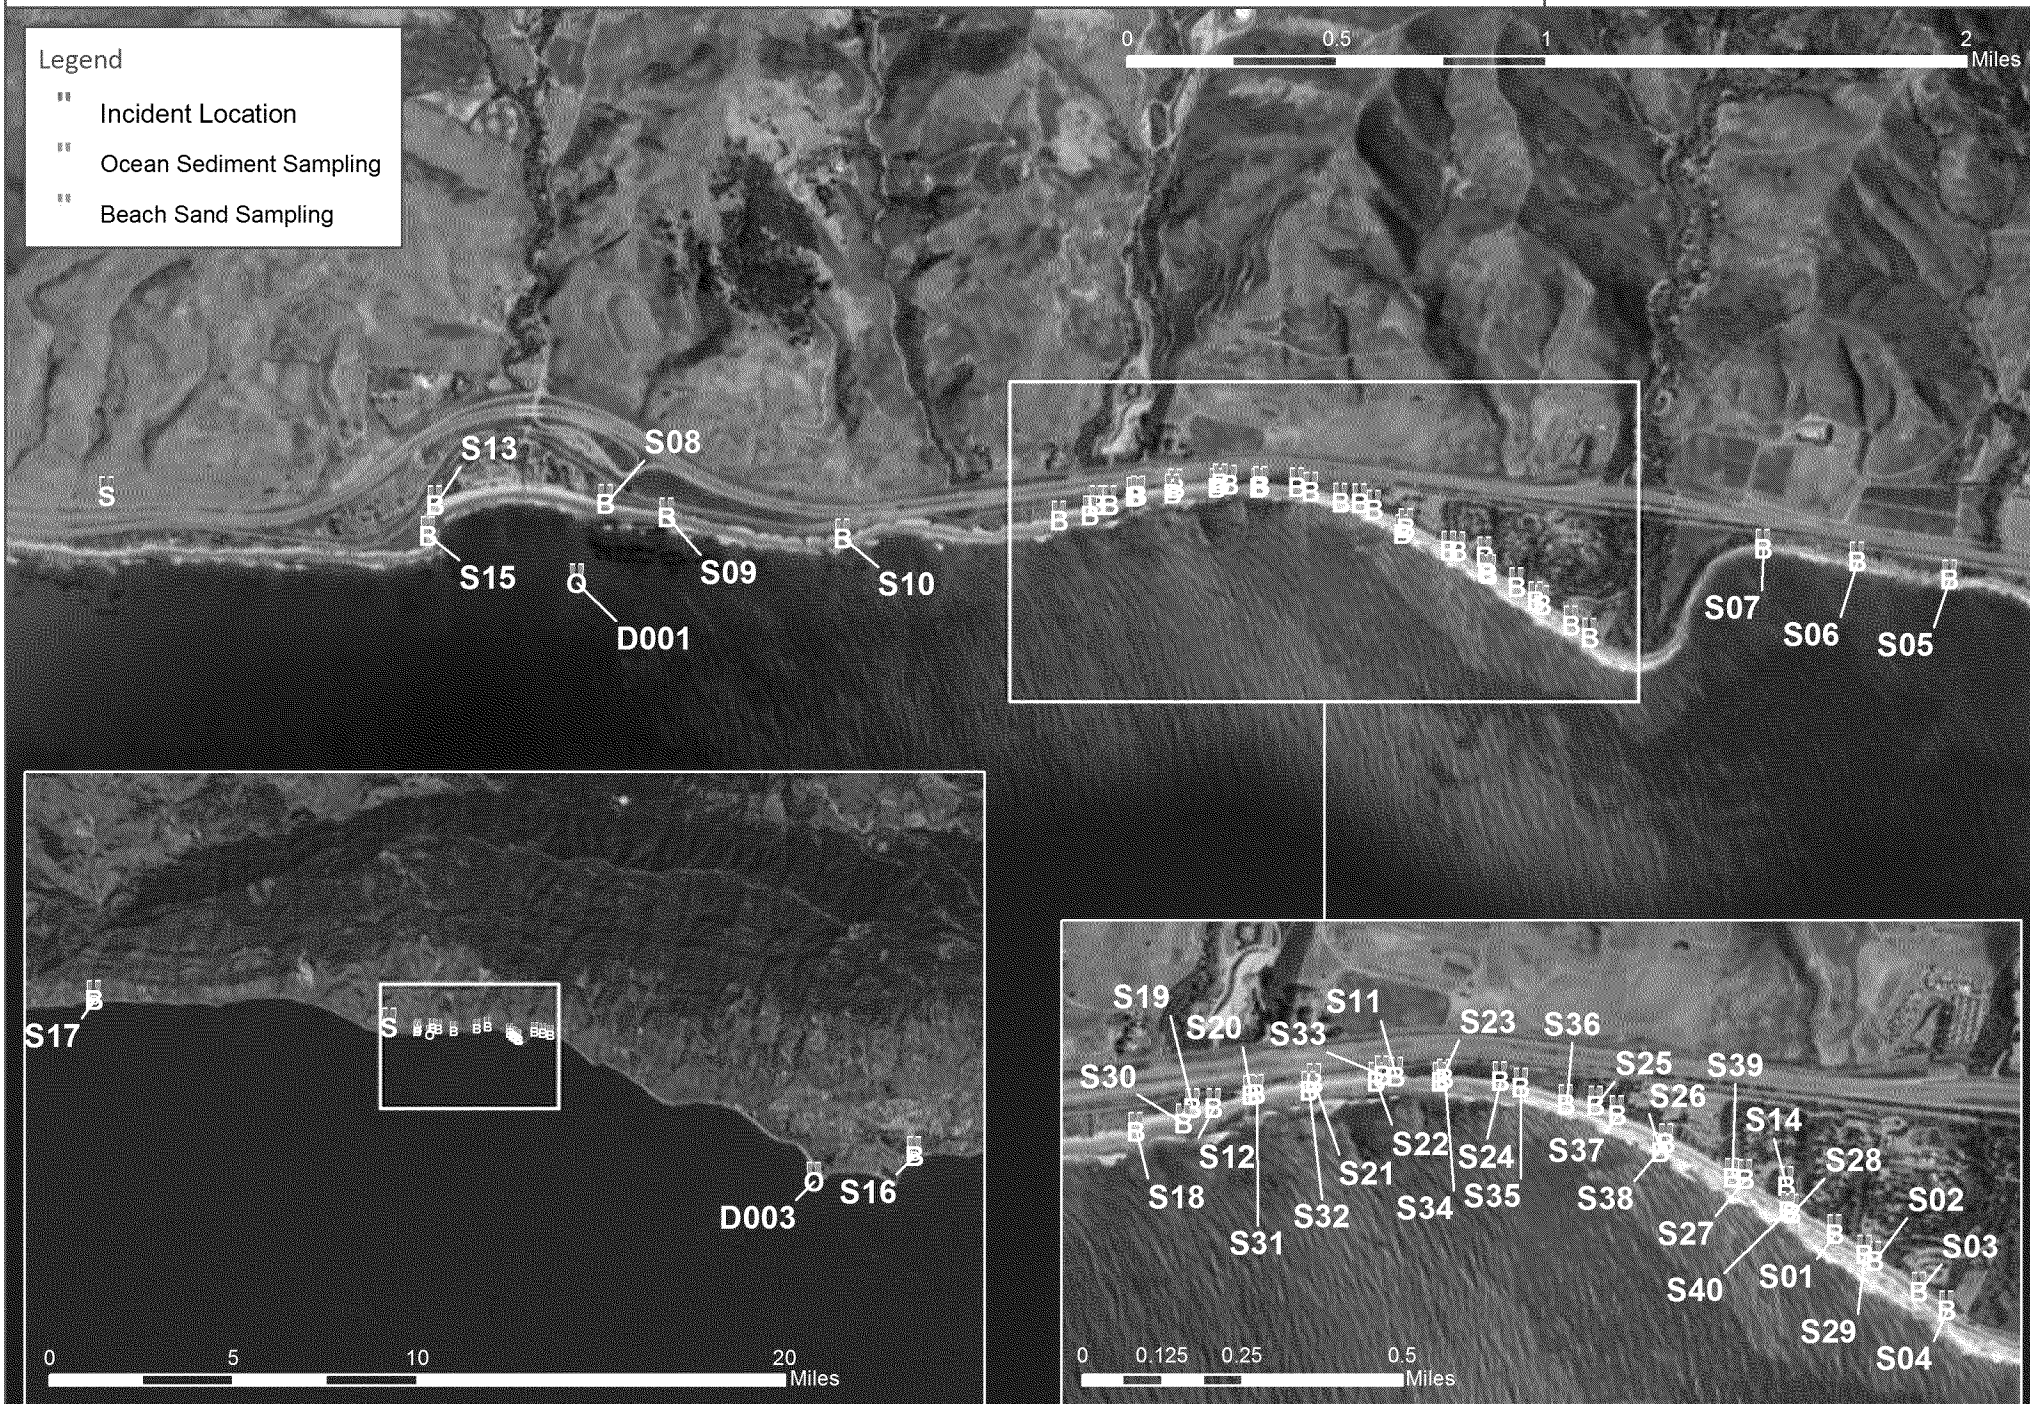 Legend
Incident Location
Ocean Sediment Sampling
Beach Sand Sampling
0 0.5 1 2 Miles
S
S13
S08
S15
S09
S10
D001
S07
S06
S05
S17
S
D003
S16
0 5 10 20 Miles
S19
S20
S33
S11
S23
S36
S25
S39
S30
S26
S14
S12
S18
S22
S24
S37
S28
S21
S35
S38
S02
S32
S34
S31
S27
S03
S40
S01
S29
S04
0 0.125 0.25 0.5 Miles